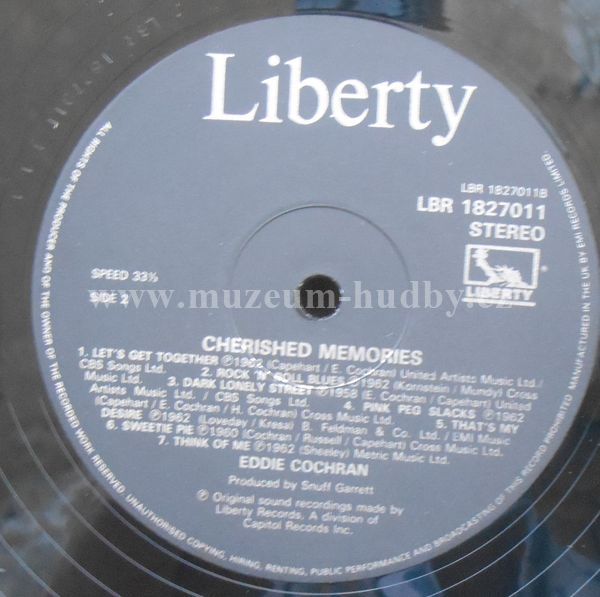 Liberty
LBR 1827011B
LBR 1827011
STEREO
LIBERTY
SPEED 33⅓
SIDE 2
www.muzeum-hudby.cz
CHERISHED MEMORIES
1. LET'S GET TOGETHER ℗1962 (Capehart / E. Cochran) United Artists Music Ltd./
CBS Songs Ltd. 2. ROCK 'N' ROLL BLUES ℗1962 (Kornstein / Mundy) Cross
Music Ltd. 3. DARK LONELY STREET ℗1958 (E. Cochran / Capehart) United
Artists Music Ltd. / CBS Songs Ltd. 4. PINK PEG SLACKS ℗1962
(Capehart / E. Cochran / H. Cochran) Cross Music Ltd. 5. THAT'S MY
DESIRE ℗1962 (Loveday / Kresa) B. Feldman & Co. Ltd. / EMI Music
6. SWEETIE PIE ℗1960 (Cochran / Russell / Capehart) Cross Music Ltd.
7. THINK OF ME ℗1962 (Sheeley) Metric Music Ltd.
EDDIE COCHRAN
Produced by Snuff Garrett
℗ Original sound recordings made by
Liberty Records, A division of
Capitol Records Inc.
ALL RIGHTS OF THE PRODUCER AND OF THE OWNER OF THE RECORDED WORK RESERVED. UNAUTHORISED COPYING, HIRING, RENTING, PUBLIC PERFORMANCE AND BROADCASTING OF THIS RECORD PROHIBITED. MANUFACTURED IN THE UK BY EMI RECORDS LIMITED.